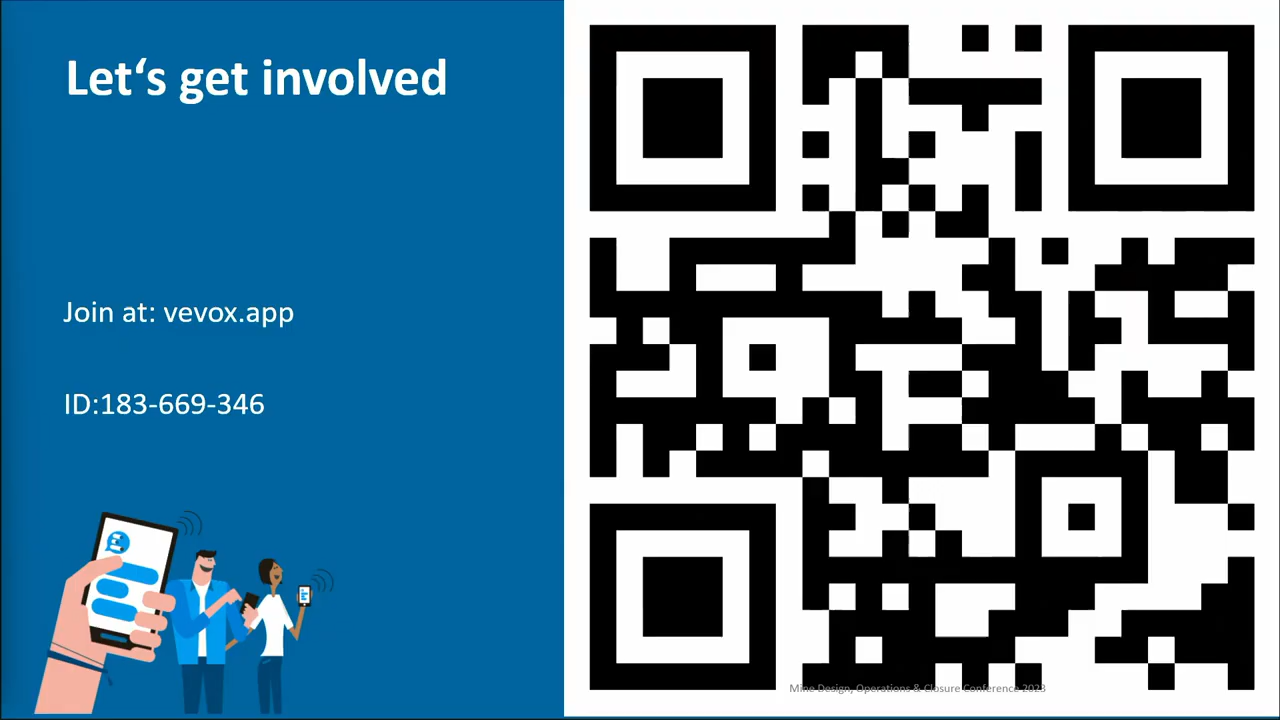 Let‘s get involved
Join at: vevox.app
ID:183-669-346
Mine Design, Operations & Closure Conference 2023